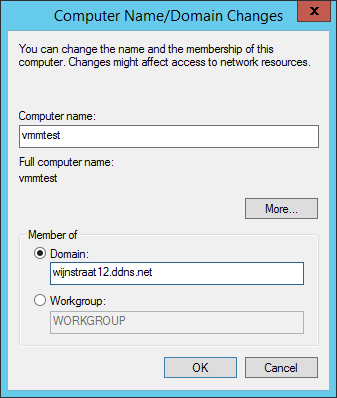 Computer Name/Domain Changes
You can change the name and the membership of this
computer. Changes might affect access to network resources.
Computer name:
vmmtest
Full computer name:
vmmtest
More...
Member of
Domain:
wijnstraat12.ddns.net
Workgroup:
WORKGROUP
OK Cancel